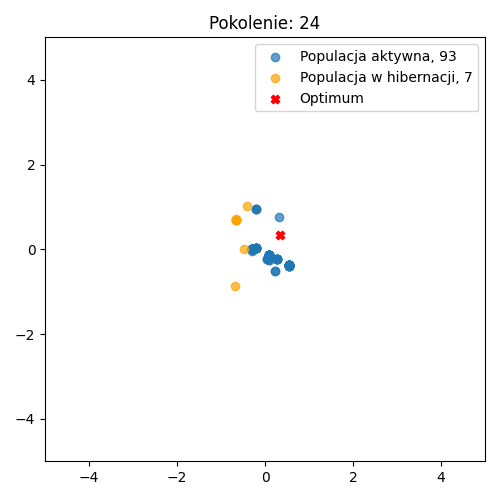 Pokolenie: 24
Populacja aktywna, 93
Populacja w hibernacji, 7
Optimum
4
2
0
−2
−4
−4 −2 0 2 4